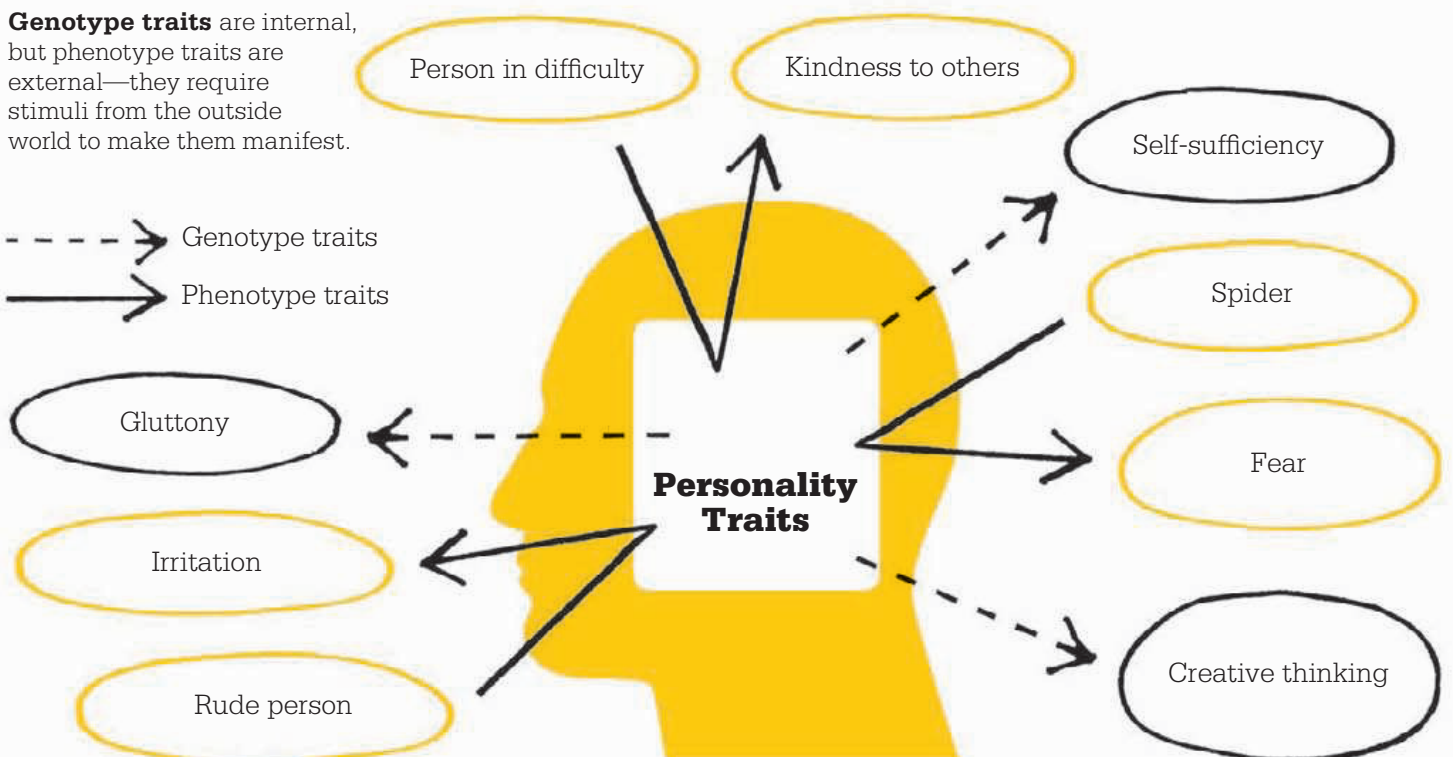 Genotype traits are internal,
but phenotype traits are
external—they require
stimuli from the outside
world to make them manifest.
Genotype traits
Phenotype traits
Person in difficulty
Kindness to others
Self-sufficiency
Spider
Fear
Creative thinking
Gluttony
Irritation
Rude person
Personality
Traits